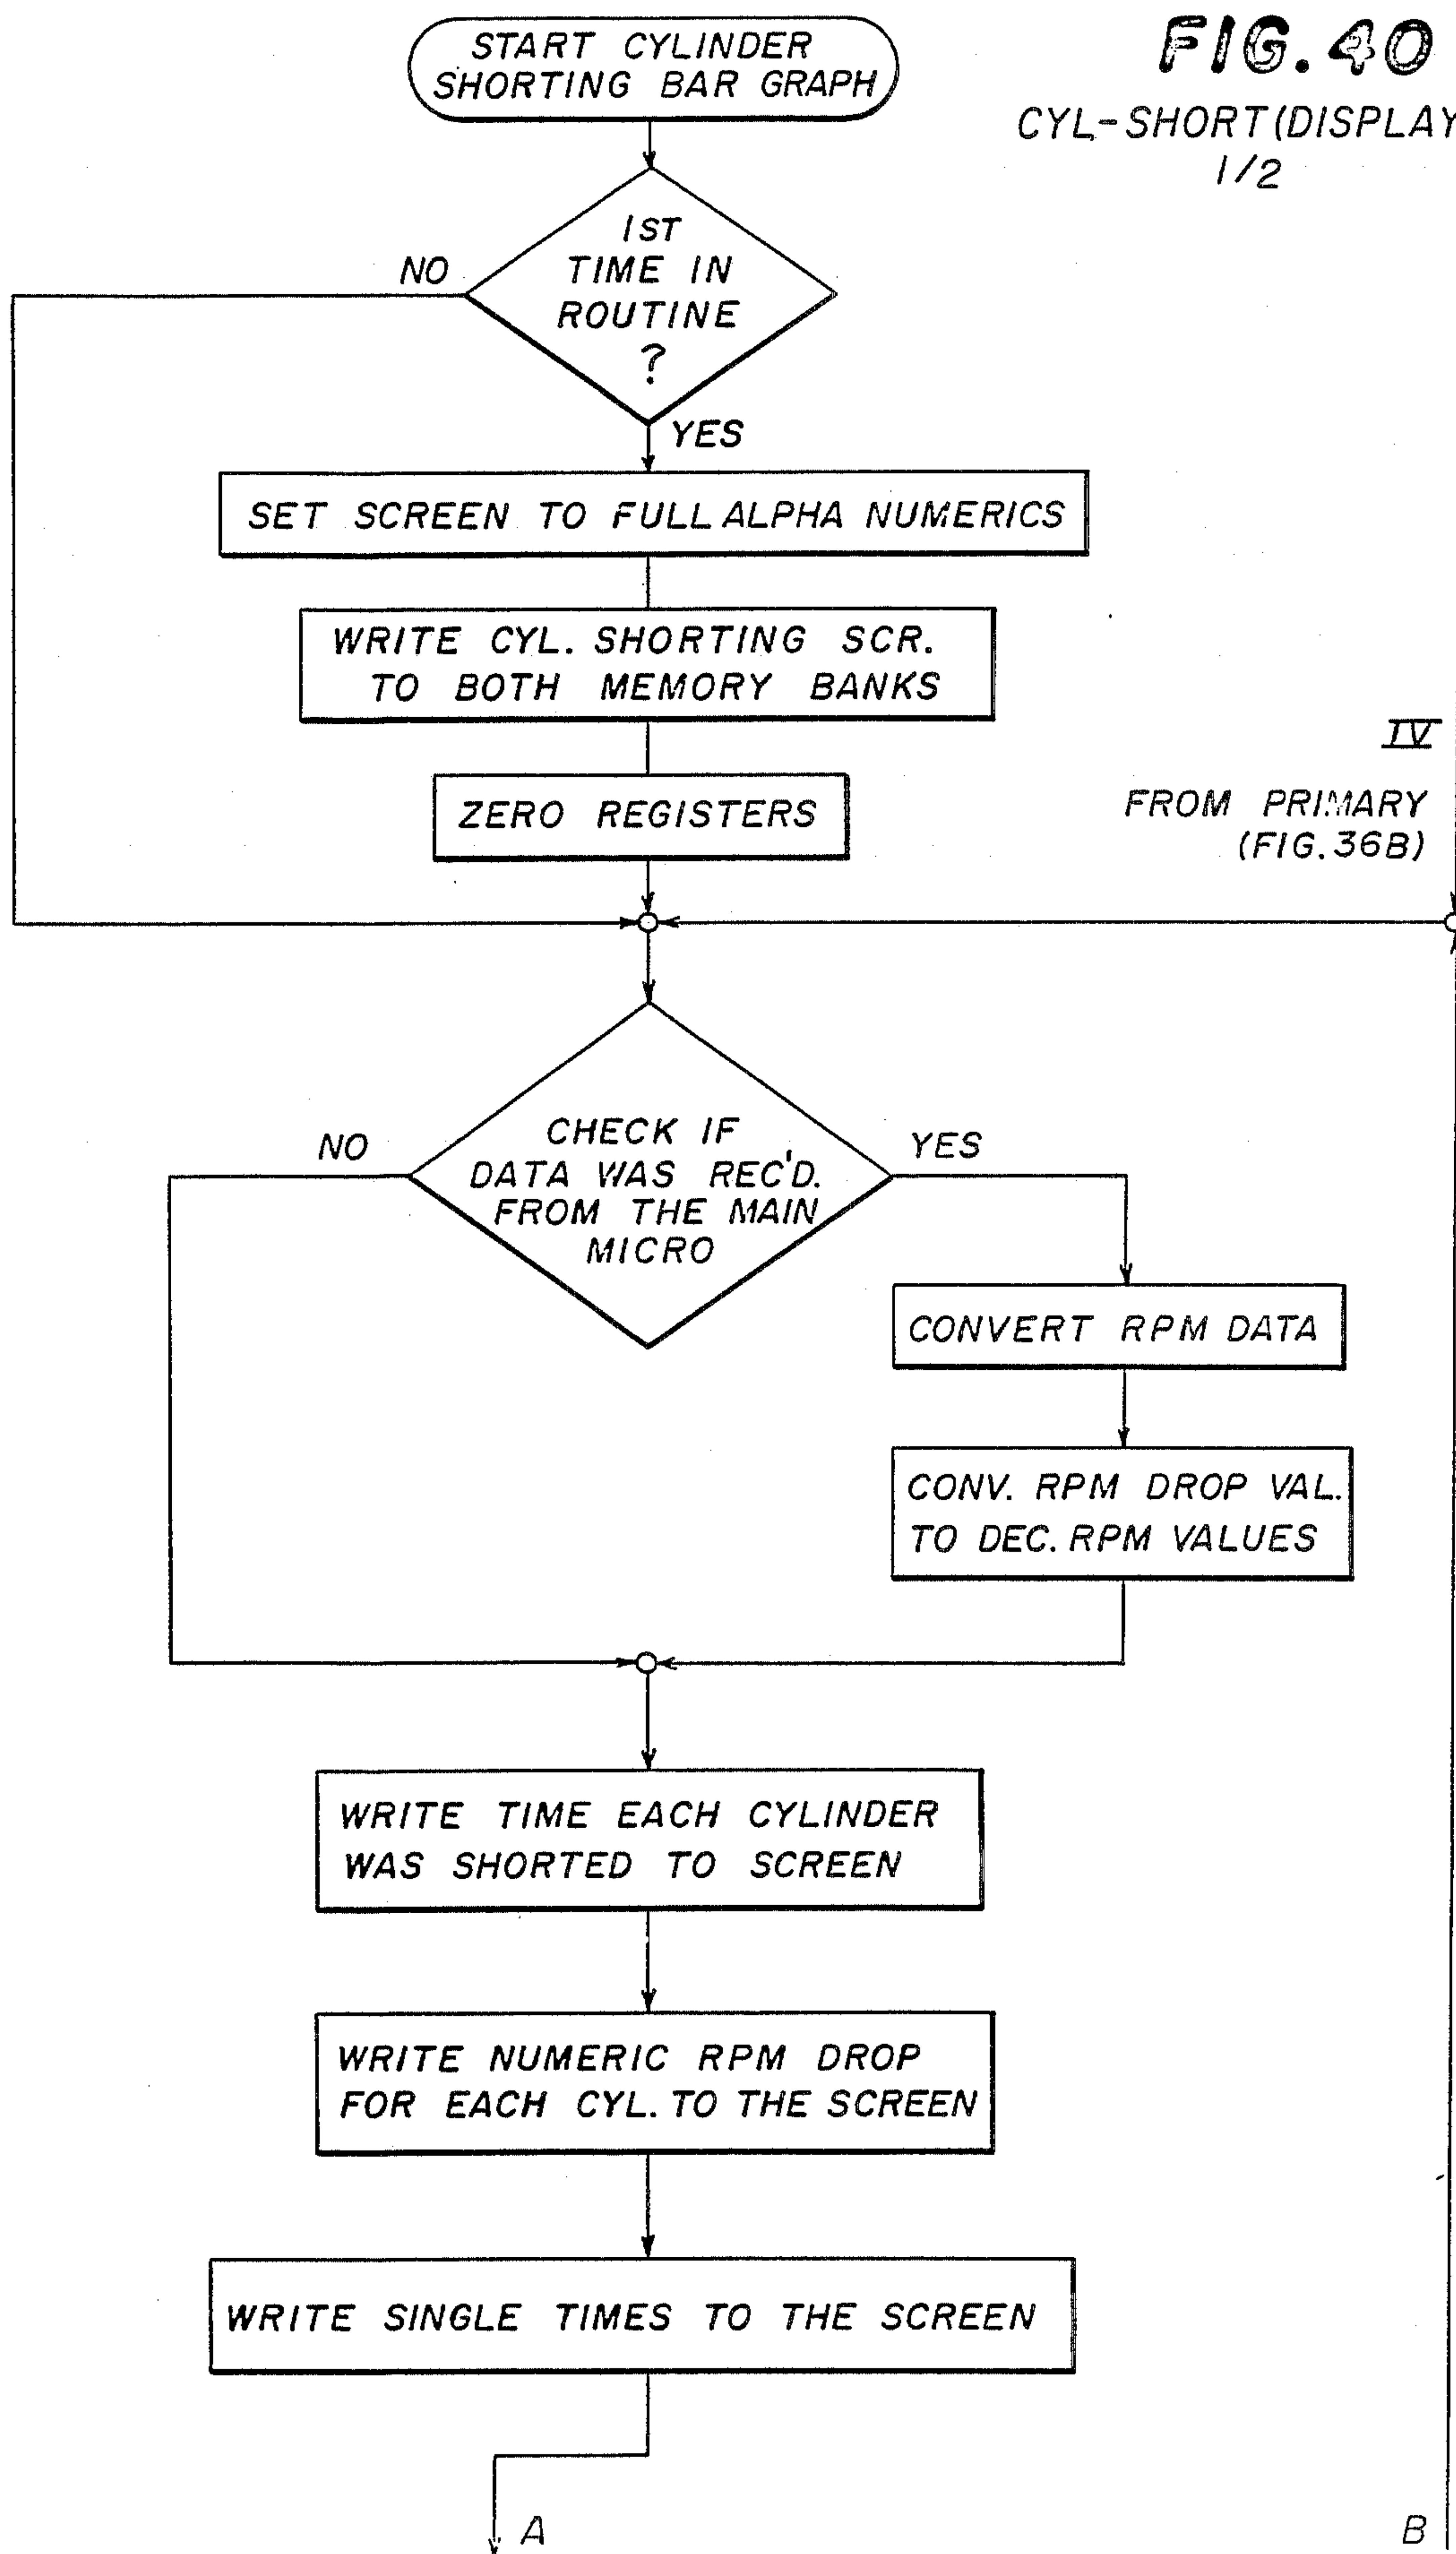 START CYLINDER
SHORTING BAR GRAPH
FIG. 40
CYL-SHORT (DISPLAY
1/2
1ST
TIME IN
ROUTINE
?
NO
YES
SET SCREEN TO FULL ALPHA NUMERICS
WRITE CYL. SHORTING SCR.
TO BOTH MEMORY BANKS
ZERO REGISTERS
IV
FROM PRIMARY
(FIG. 36B)
CHECK IF
DATA WAS REC'D.
FROM THE MAIN
MICRO
NO
YES
CONVERT RPM DATA
CONV. RPM DROP VAL.
TO DEC. RPM VALUES
WRITE TIME EACH CYLINDER
WAS SHORTED TO SCREEN
WRITE NUMERIC RPM DROP
FOR EACH CYL. TO THE SCREEN
WRITE SINGLE TIMES TO THE SCREEN
A
B